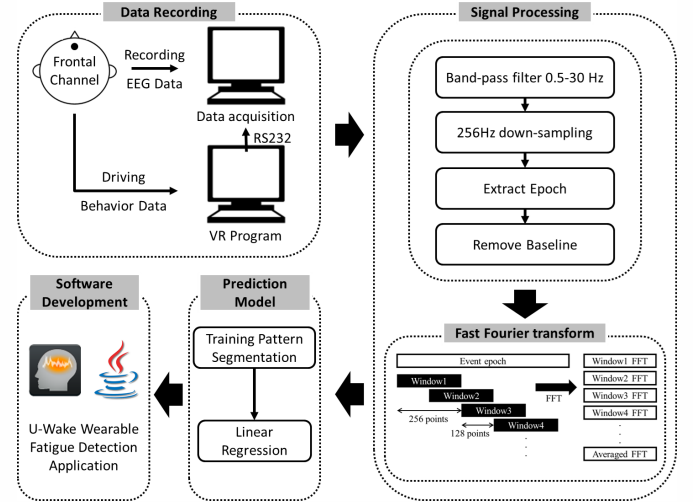 Data Recording
Frontal
Channel
Recording
EEG Data
Data acquisition
RS232
Driving
Behavior Data
VR Program
Signal Processing
Band-pass filter 0.5-30 Hz
256Hz down-sampling
Extract Epoch
Remove Baseline
Fast Fourier transform
Event epoch
Window1
Window2
Window3
Window4
256 points
128 points
FFT
Window1 FFT
Window2 FFT
Window3 FFT
Window4 FFT
Averaged FFT
Prediction
Model
Training Pattern
Segmentation
Linear
Regression
Software
Development
U-Wake Wearable
Fatigue Detection
Application